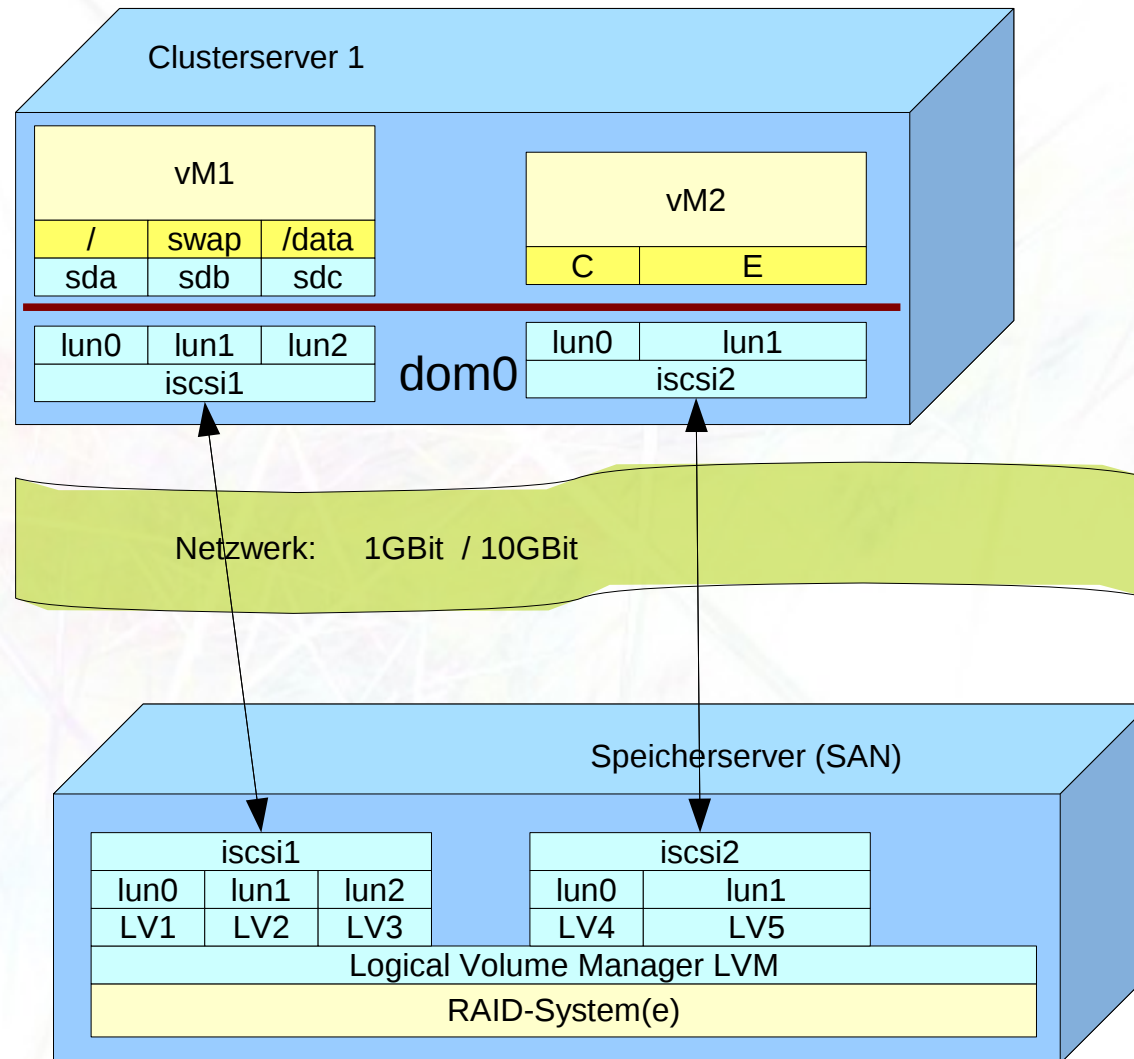 Clusterserver 1
vM1
vM2
/ swap /data
C E
sda sdb sdc
lun0 lun1 lun2
lun0 lun1
dom0
iscsi1
iscsi2
Netzwerk: 1GBit / 10GBit
Speicherserver (SAN)
iscsi1
iscsi2
lun0 lun1 lun2
lun0 lun1
LV1 LV2 LV3
LV4 LV5
Logical Volume Manager LVM
RAID-System(e)